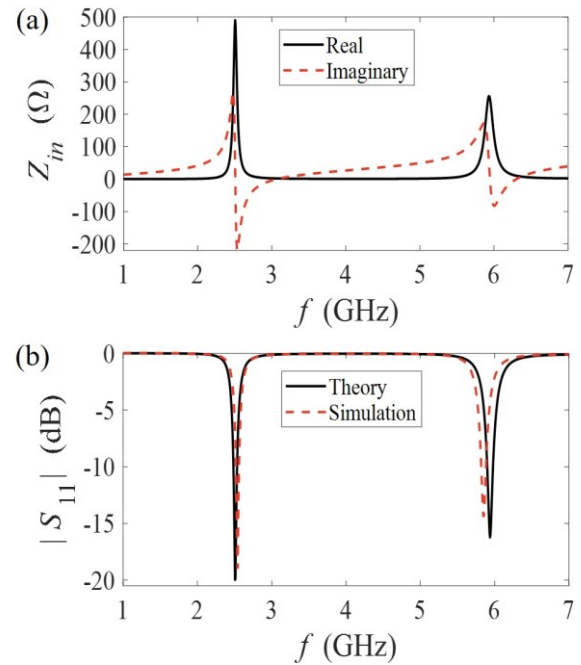 (a)
500
400
300
200
100
0
-100
-200
Z_in (Ω)
Real
Imaginary
1 2 3 4 5 6 7
f (GHz)
(b)
0
-5
-10
-15
-20
|S_11| (dB)
Theory
Simulation
1 2 3 4 5 6 7
f (GHz)